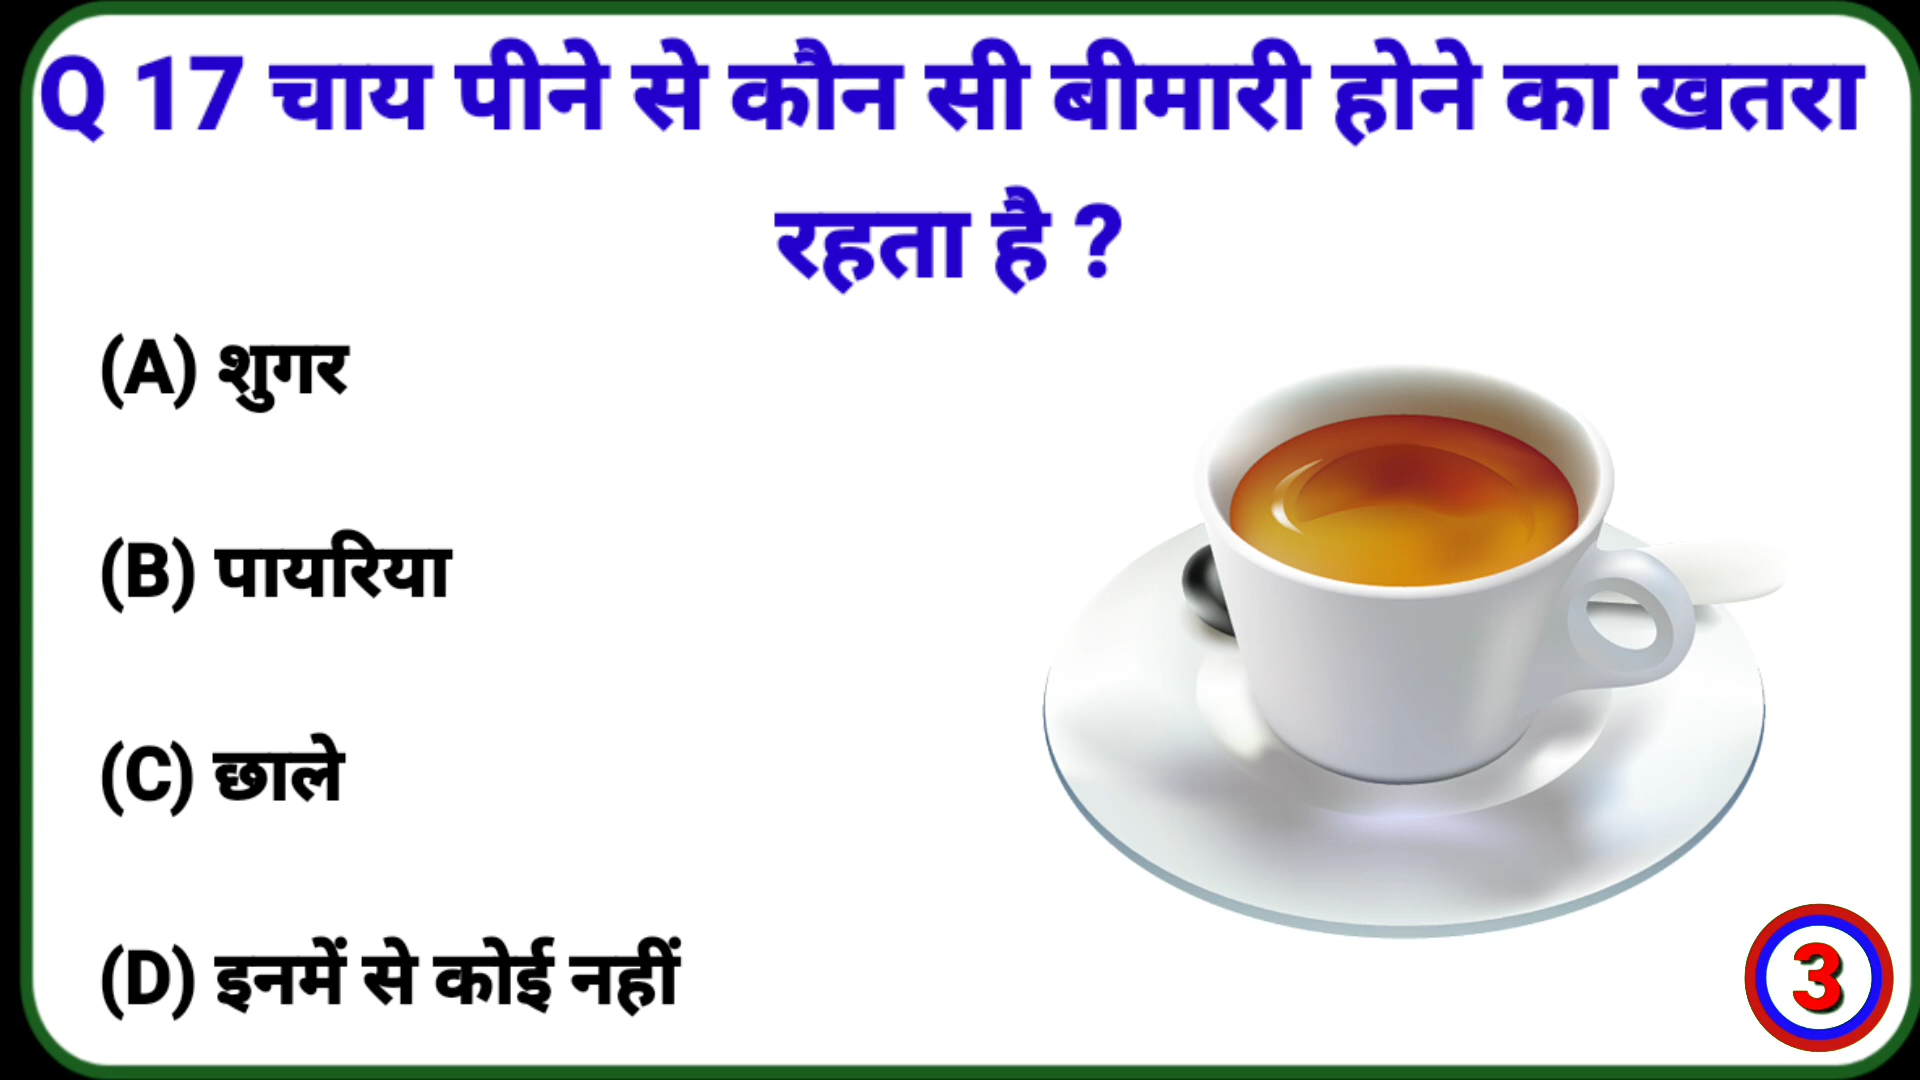 Q 17 चाय पीने से कौन सी बीमारी होने का खतरा
रहता है ?
(A) शुगर
(B) पायरिया
(C) छाले
(D) इनमें से कोई नहीं
3